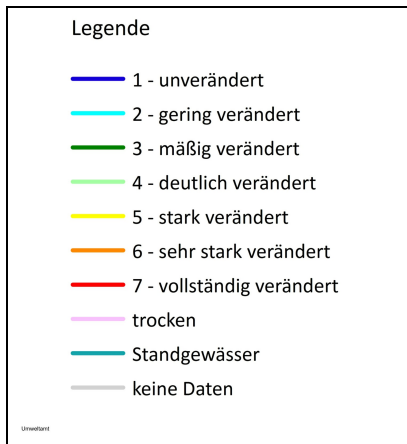 Legende
1 - unverändert
2 - gering verändert
3 - mäßig verändert
4 - deutlich verändert
5 - stark verändert
6 - sehr stark verändert
7 - vollständig verändert
trocken
Standgewässer
keine Daten
Umweltamt